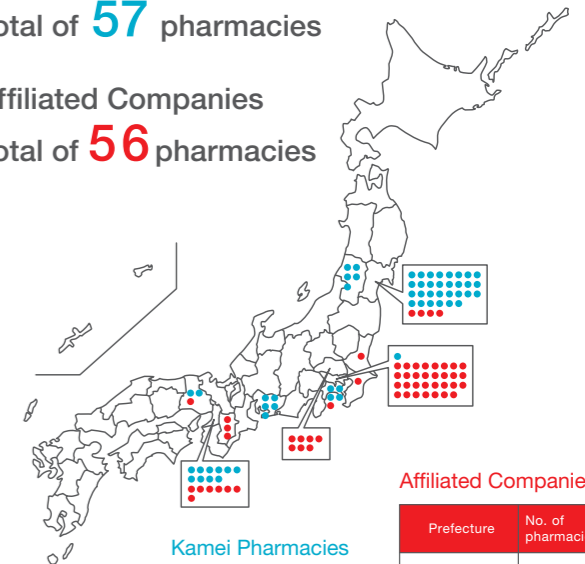 otal of 57 pharmacies
ffiliated Companies
otal of 56 pharmacies
Affiliated Companie
Prefecture
No. of
pharmaci
Kamei Pharmacies